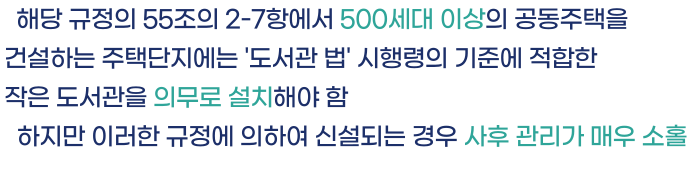 해당 규정의 55조의 2-7항에서 500세대 이상의 공동주택을
건설하는 주택단지에는 '도서관 법' 시행령의 기준에 적합한
작은 도서관을 의무로 설치해야 함
하지만 이러한 규정에 의하여 신설되는 경우 사후 관리가 매우 소홀